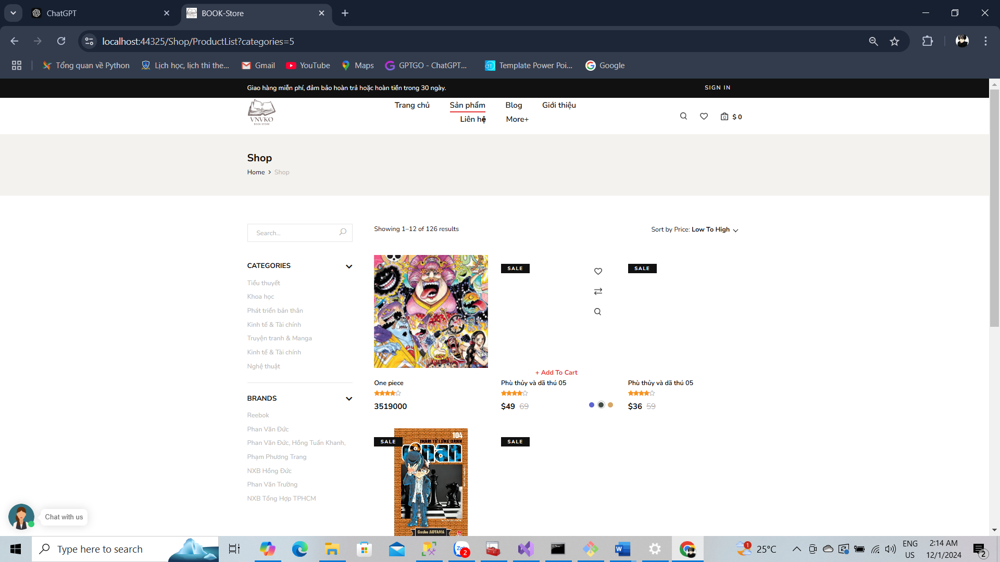 ChatGPT
BOOK-Store
localhost:44325/Shop/ProductList?categories=5
Tổng quan về Python
Lịch học, lịch thi the...
Gmail
YouTube
Maps
GPTGO - ChatGPT...
Template Power Poi...
Google
Giao hàng miễn phí, đảm bảo hoàn trả hoặc hoàn tiền trong 30 ngày.
SIGN IN
VNVKO
BOOK STORE
Trang chủ
Sản phẩm
Blog
Giới thiệu
Liên hệ
More+
0
$ 0
Shop
Home
Shop
Search...
Showing 1–12 of 126 results
Sort by Price: Low To High
CATEGORIES
Tiểu thuyết
Khoa học
Phát triển bản thân
Kinh tế & Tài chính
Truyện tranh & Manga
Kinh tế & Tài chính
Nghệ thuật
BRANDS
Reebok
Phan Văn Đức
Phan Văn Đức, Hồng Tuấn Khanh,
Phạm Phương Trang
NXB Hồng Đức
Phan Văn Trường
NXB Tổng Hợp TPHCM
One piece
3519000
SALE
+ Add To Cart
Phù thủy và dã thú 05
$49 69
SALE
Phù thủy và dã thú 05
$36 59
SALE
104
THÁM TỬ LỪNG DANH
Conan
Gosho AOYAMA
SALE
Chat with us
Type here to search
Zalo
2
1
25°C
ENG
US
2:14 AM
12/1/2024
2